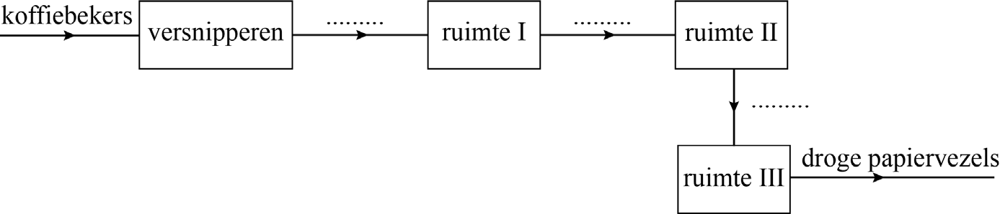 koffiebekers
versnipperen
.........
ruimte I
.........
ruimte II
.........
ruimte III
droge papiervezels